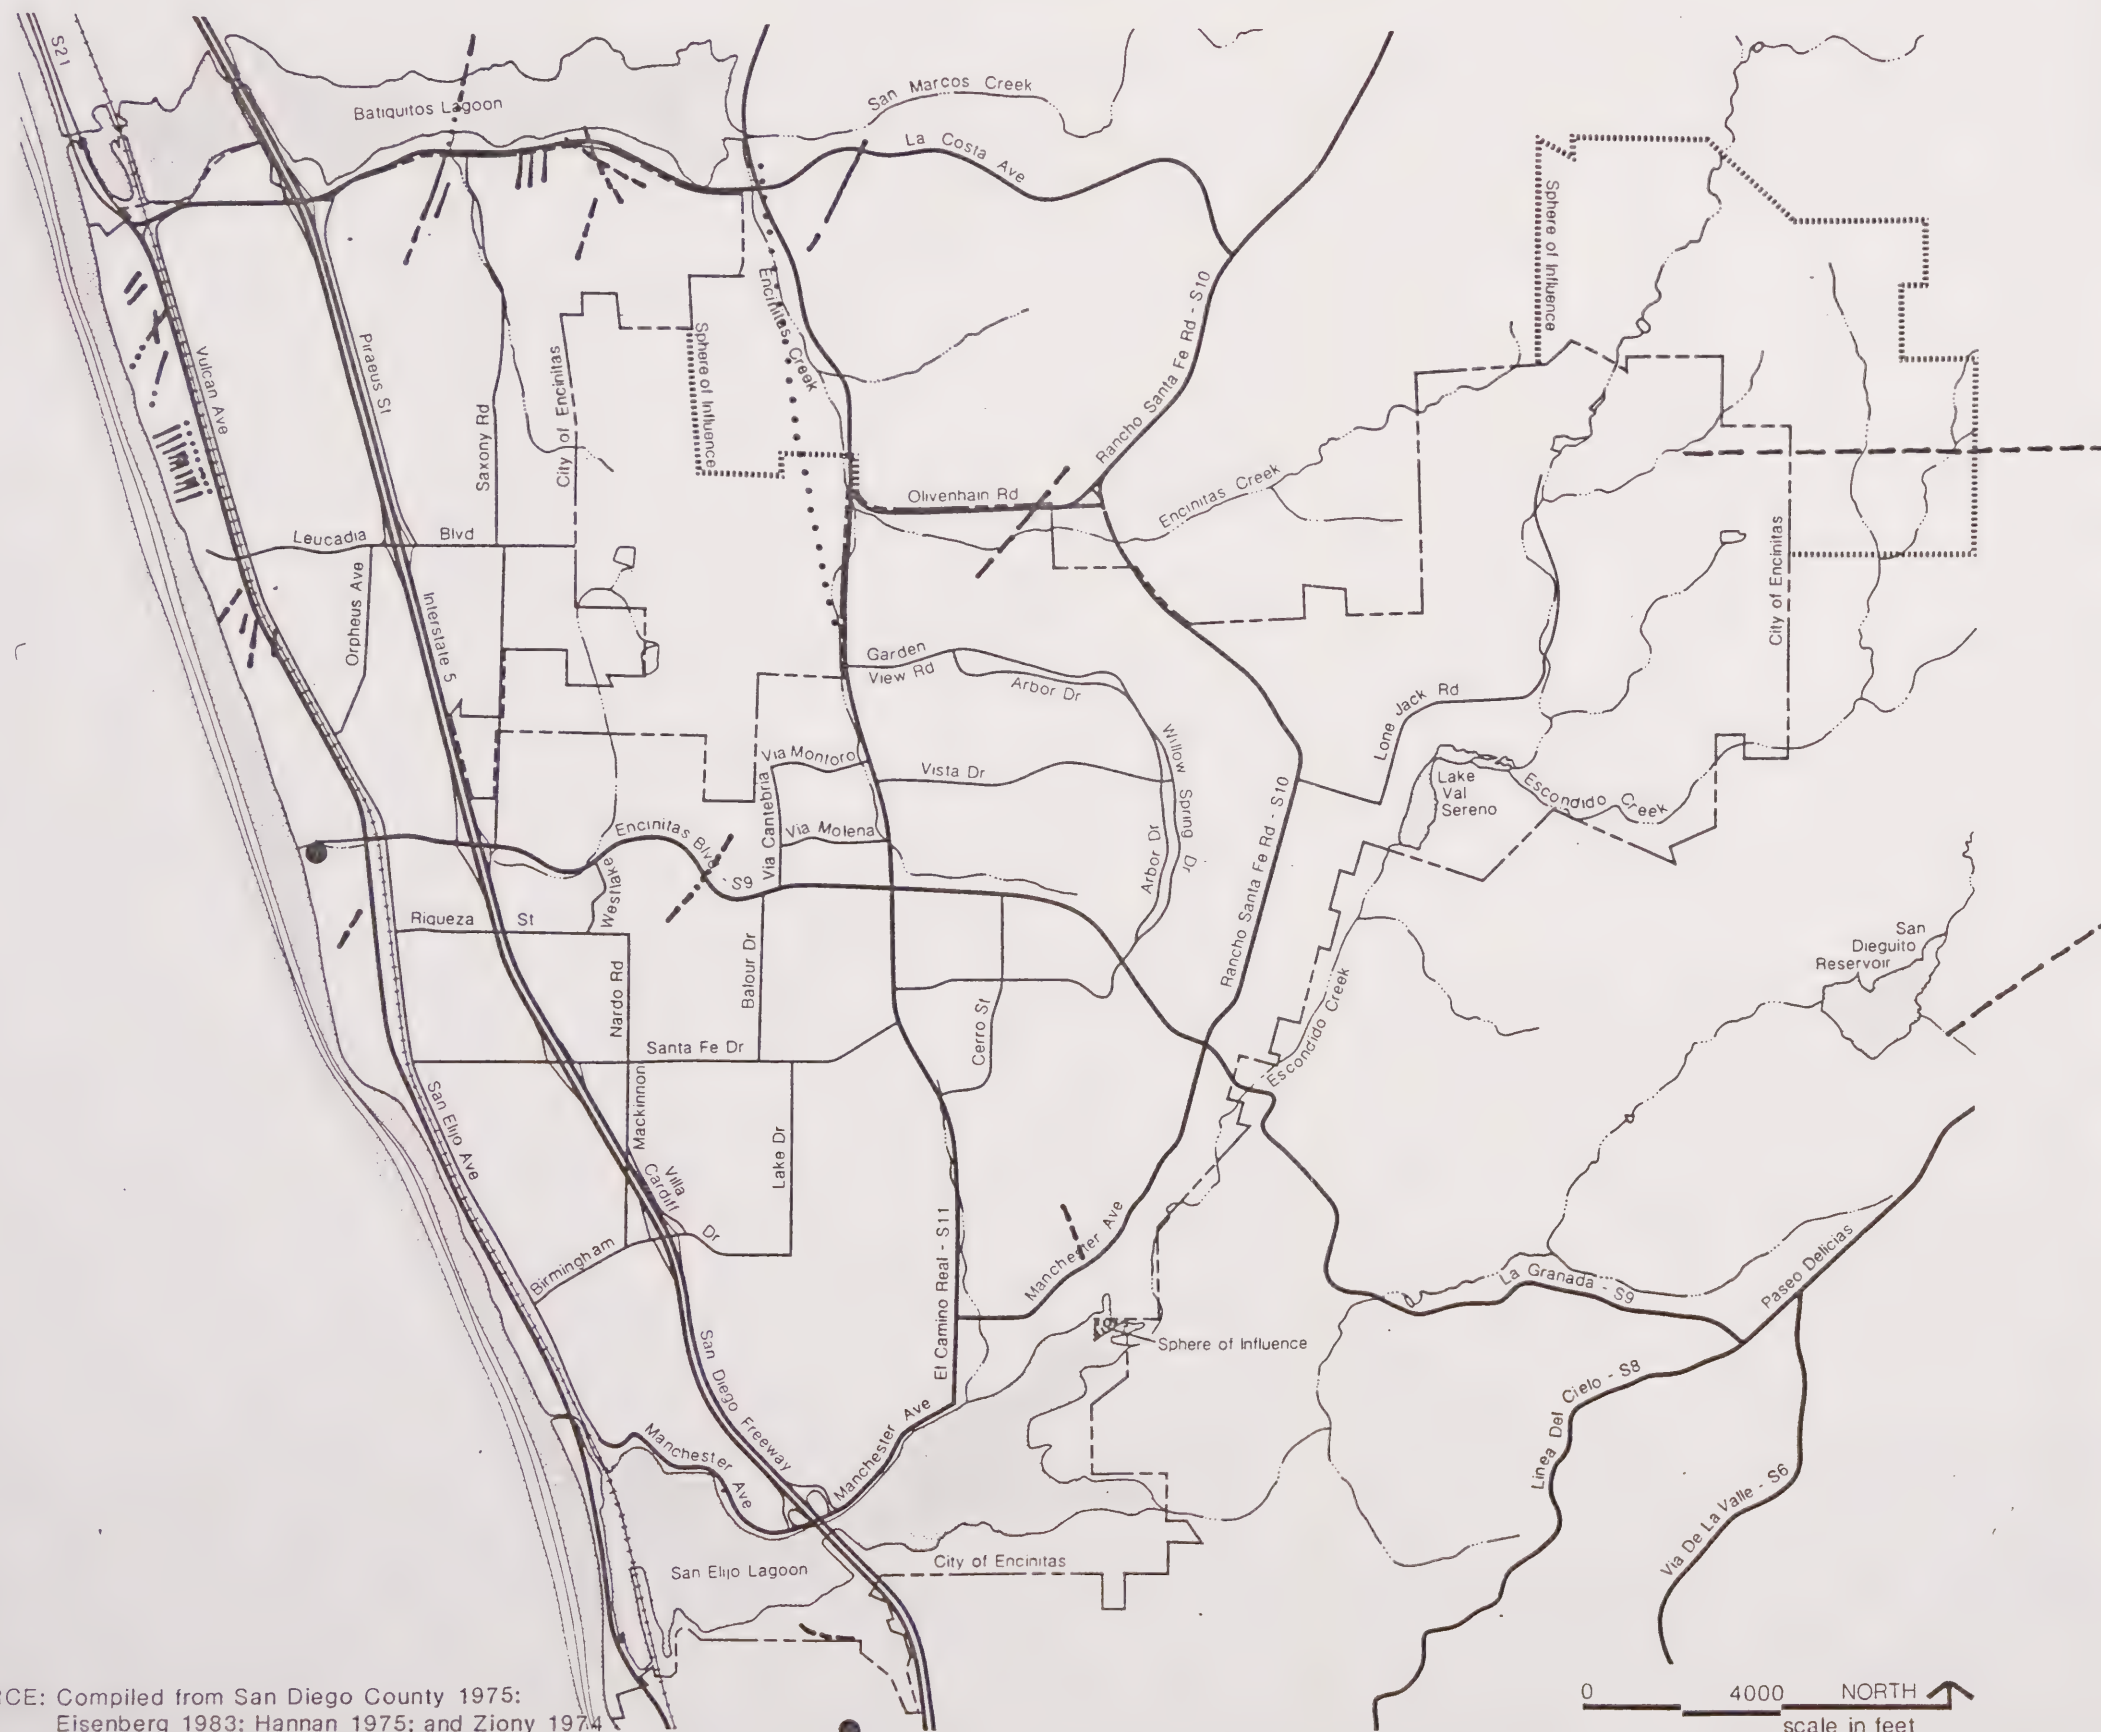 S21
Batiquitos Lagoon
San Marcos Creek
La Costa Ave
Sphere of Influence
Vulcan Ave
Piraeus St
Saxony Rd
City of Encinitas
Sphere of Influence
Encinitas Creek
Rancho Santa Fe Rd - S10
Olivenhain Rd
Encinitas Creek
Leucadia Blvd
City of Encinitas
Orpheus Ave
Interstate 5
Garden
View Rd
Arbor Dr
Lone Jack Rd
Willow Spring Dr
Via Montoro
Vista Dr
Via Cantebria
Lake
Val
Sereno
Escondido Creek
Encinitas Blvd - S9
Via Molena
Arbor Dr
Rancho Santa Fe Rd - S10
Westlake
Riqueza St
San
Dieguito
Reservoir
Nardo Rd
Balour Dr
Cerro St
Escondido Creek
Santa Fe Dr
San Elijo Ave
Mackinnon
Lake Dr
Villa
Cardiff
Birmingham Dr
El Camino Real - S11
Manchester Ave
La Granada - S9
Paseo Delicias
Sphere of Influence
San Diego Freeway
Linea Del Cielo - S8
Manchester Ave
Manchester Ave
Via De La Valle - S6
City of Encinitas
San Elijo Lagoon
RCE: Compiled from San Diego County 1975;
Eisenberg 1983; Hannan 1975; and Ziony 1974
0 4000 NORTH
scale in feet